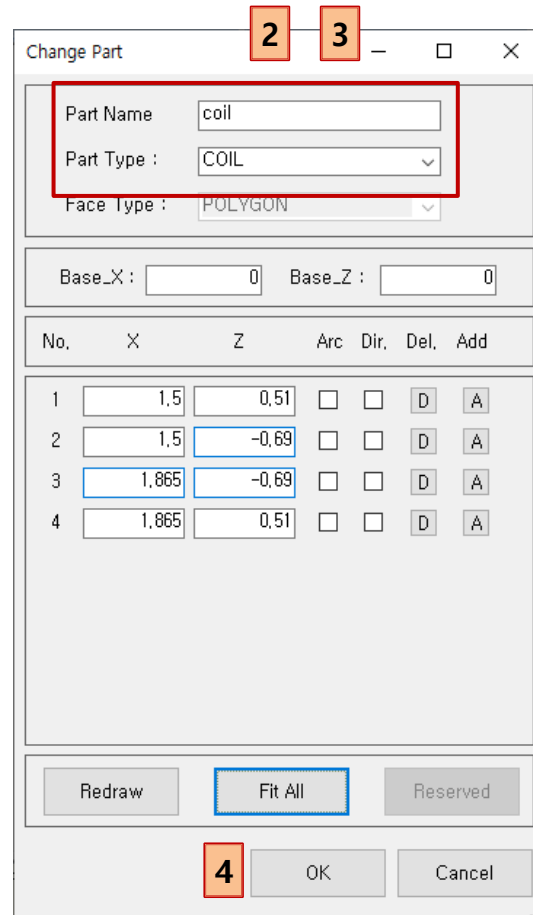 2 3
Change Part
Part Name coil
Part Type : COIL
Face Type : POLYGON
Base_X : 0 Base_Z : 0
No. X Z Arc Dir. Del. Add
1 1.5 0.51 D A
2 1.5 -0.69 D A
3 1.865 -0.69 D A
4 1.865 0.51 D A
Redraw Fit All Reserved
4 OK Cancel